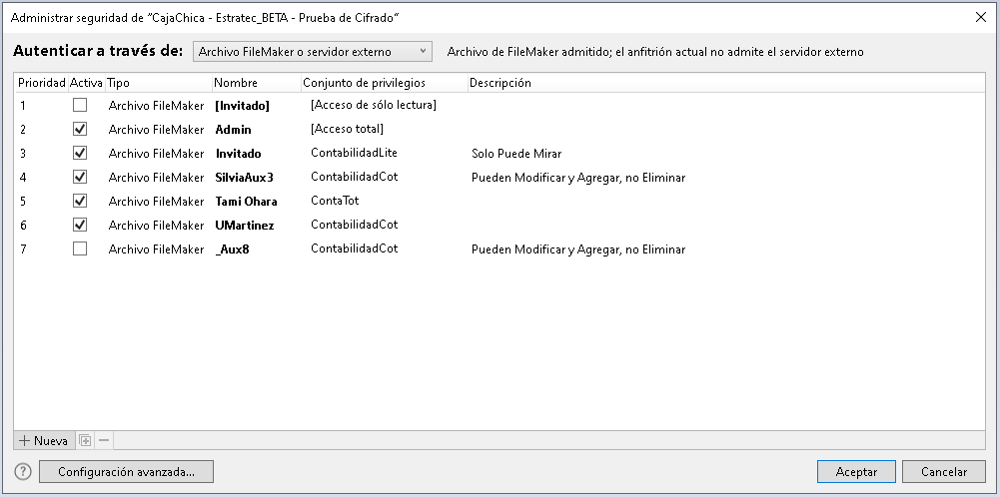 Administrar seguridad de "CajaChica - Estratec_BETA - Prueba de Cifrado"
Autenticar a través de: Archivo FileMaker o servidor externo Archivo de FileMaker admitido; el anfitrión actual no admite el servidor externo
Prioridad Activa Tipo Nombre Conjunto de privilegios Descripción
1 Archivo FileMaker [Invitado] [Acceso de sólo lectura]
2 Archivo FileMaker Admin [Acceso total]
3 Archivo FileMaker Invitado ContabilidadLite Solo Puede Mirar
4 Archivo FileMaker SilviaAux3 ContabilidadCot Pueden Modificar y Agregar, no Eliminar
5 Archivo FileMaker Tami Ohara ContaTot
6 Archivo FileMaker UMartinez ContabilidadCot
7 Archivo FileMaker _Aux8 ContabilidadCot Pueden Modificar y Agregar, no Eliminar
+ Nueva
? Configuración avanzada... Aceptar Cancelar